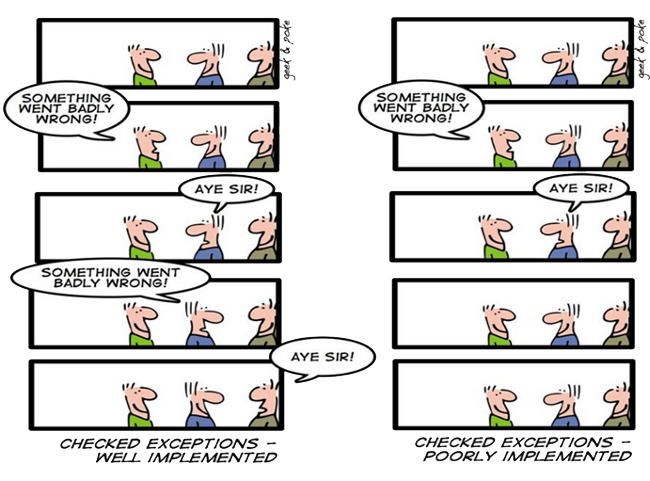 geek & poke
SOMETHING
WENT BADLY
WRONG!
AYE SIR!
SOMETHING WENT
BADLY WRONG!
AYE SIR!
CHECKED EXCEPTIONS -
WELL IMPLEMENTED
geek & poke
SOMETHING
WENT BADLY
WRONG!
AYE SIR!
CHECKED EXCEPTIONS -
POORLY IMPLEMENTED